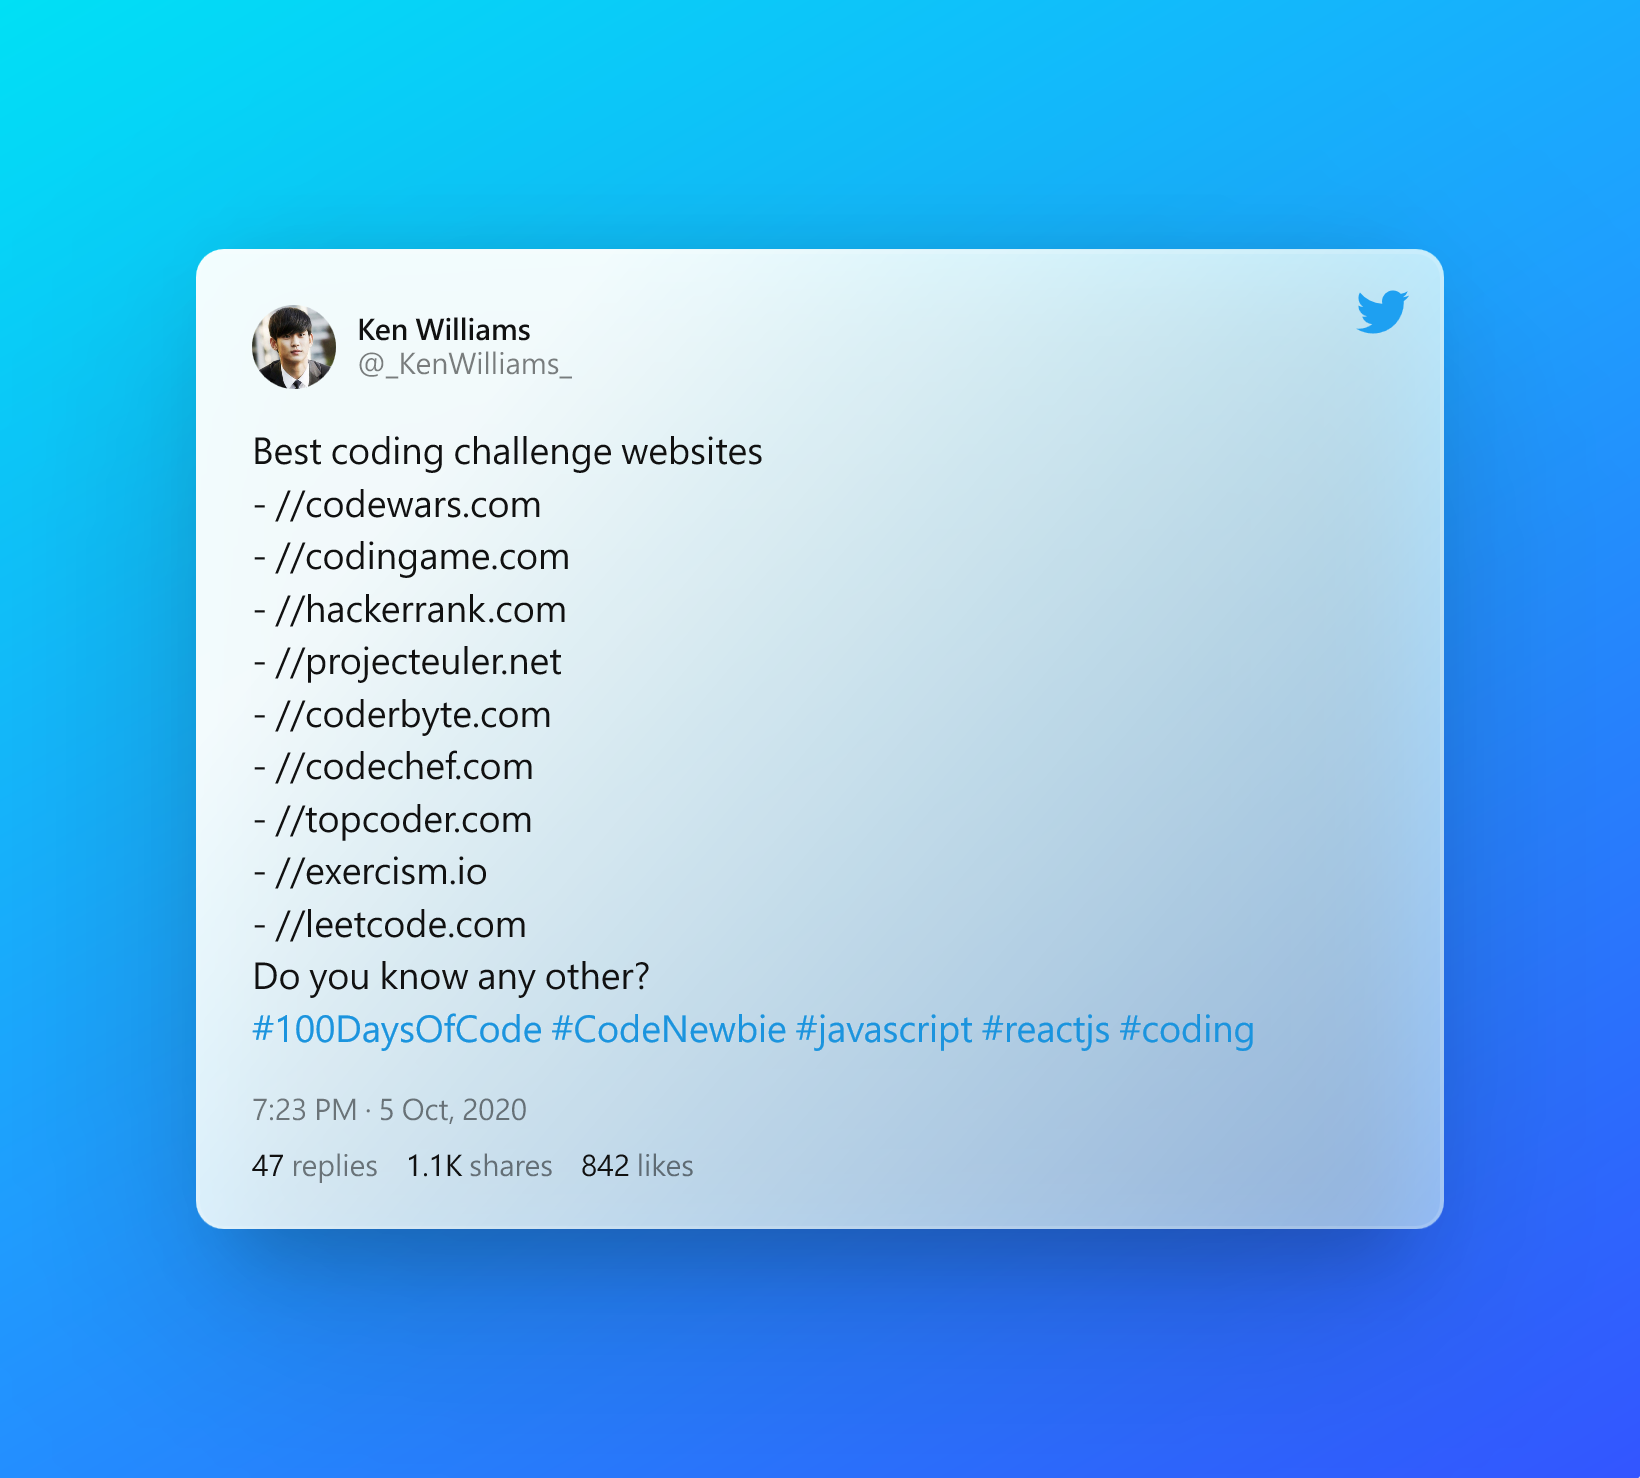 Ken Williams
@_KenWilliams_
Best coding challenge websites
- //codewars.com
- //codingame.com
- //hackerrank.com
- //projecteuler.net
- //coderbyte.com
- //codechef.com
- //topcoder.com
- //exercism.io
- //leetcode.com
Do you know any other?
#100DaysOfCode #CodeNewbie #javascript #reactjs #coding
7:23 PM · 5 Oct, 2020
47 replies 1.1K shares 842 likes